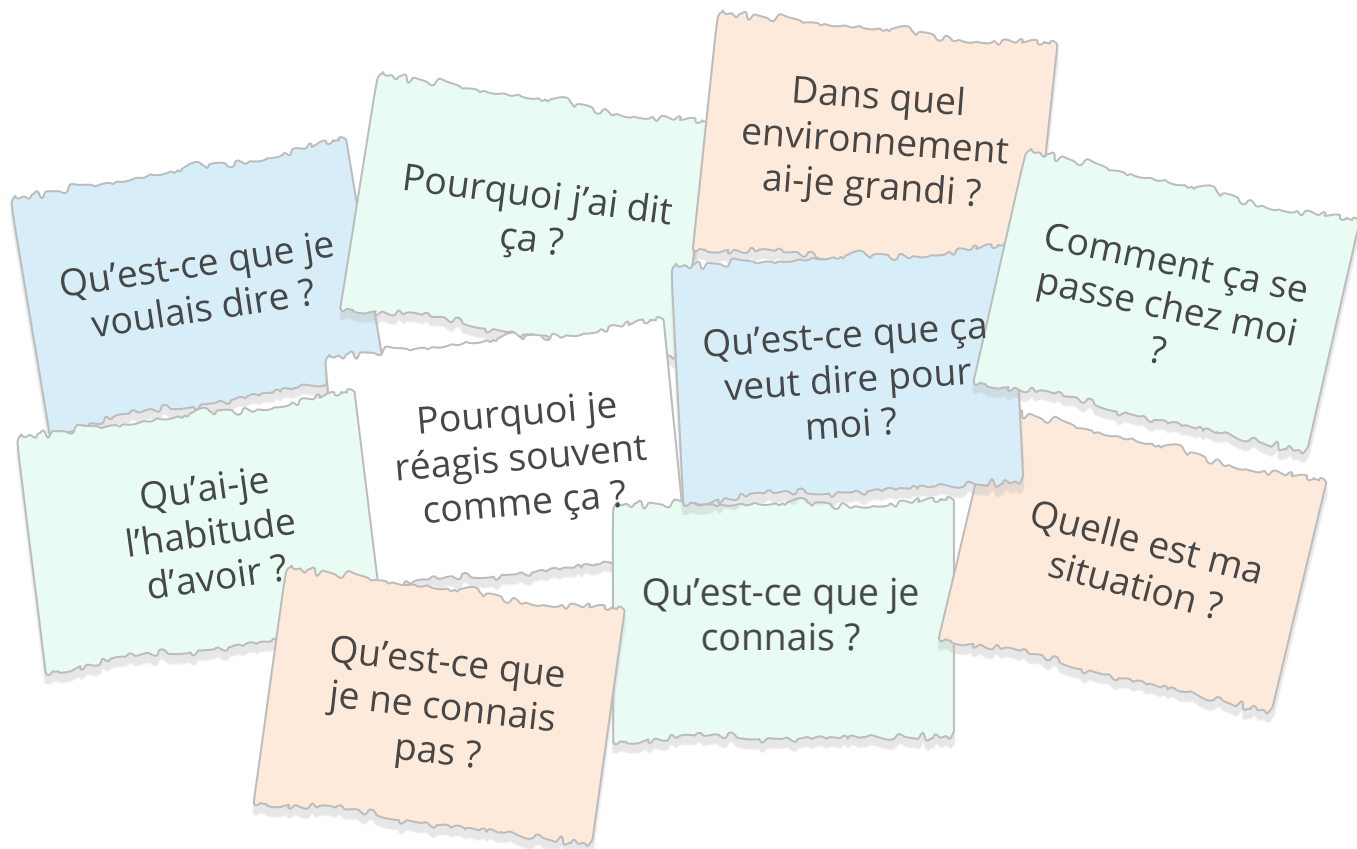 Dans quel
environnement
ai-je grandi ?
Pourquoi j’ai dit
ça ?
Qu’est-ce que je
voulais dire ?
Comment ça se
passe chez moi
?
Qu’est-ce que ça
veut dire pour
moi ?
Pourquoi je
réagis souvent
comme ça ?
Qu’ai-je
l’habitude
d’avoir ?
Quelle est ma
situation ?
Qu’est-ce que je
connais ?
Qu’est-ce que
je ne connais
pas ?